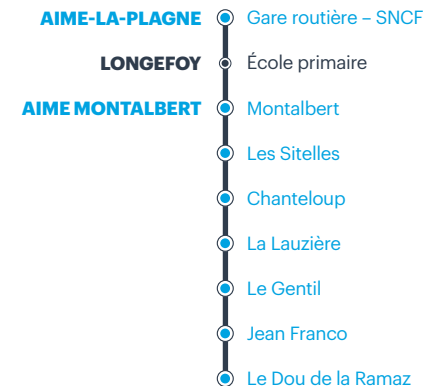 AIME-LA-PLAGNE Gare routière – SNCF
LONGEFOY École primaire
AIME MONTALBERT Montalbert
Les Sitelles
Chanteloup
La Lauzière
Le Gentil
Jean Franco
Le Dou de la Ramaz